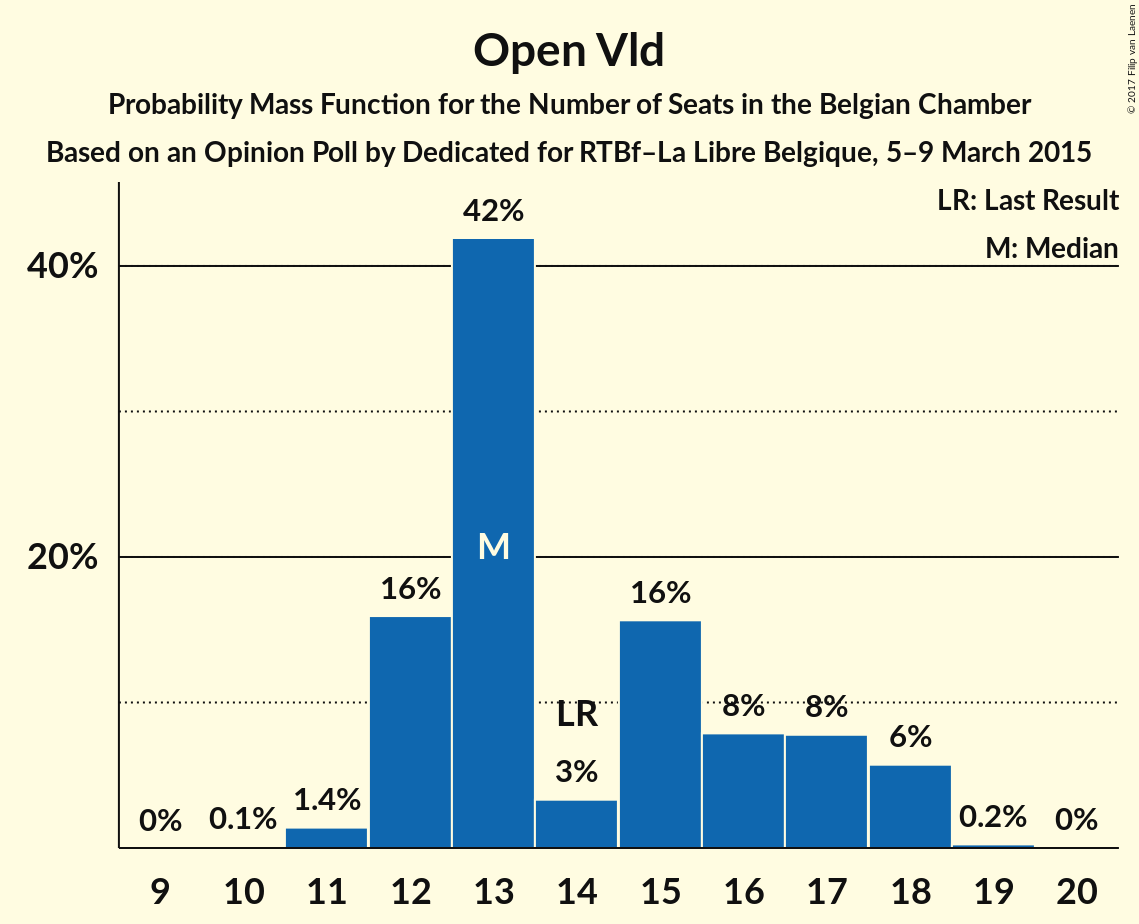 Open Vld
Probability Mass Function for the Number of Seats in the Belgian Chamber
Based on an Opinion Poll by Dedicated for RTBf–La Libre Belgique, 5–9 March 2015
© 2017 Filip van Laenen
LR: Last Result
M: Median
42%
40%
M
20%
16%
16%
LR
8%
8%
6%
3%
1.4%
0%
0.1%
0.2%
0%
9 10 11 12 13 14 15 16 17 18 19 20